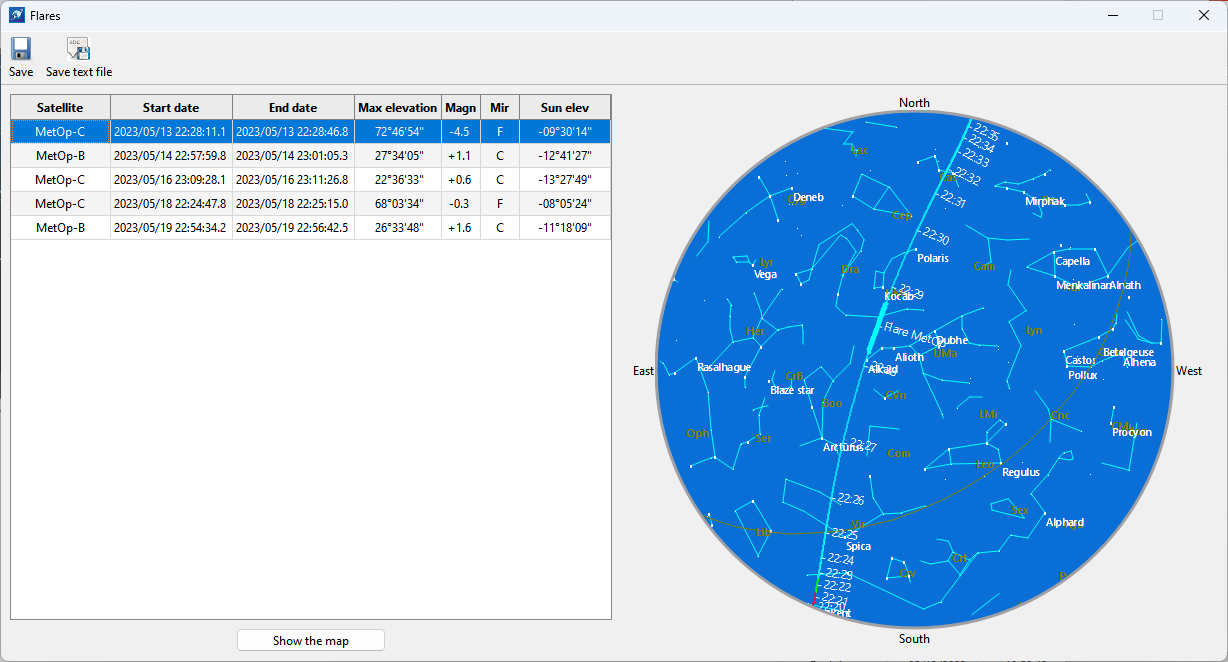 Flares
Save
Save text file
Satellite Start date End date Max elevation Magn Mir Sun elev
MetOp-C 2023/05/13 22:28:11.1 2023/05/13 22:28:46.8 72°46'54" -4.5 F -09°30'14"
MetOp-B 2023/05/14 22:57:59.8 2023/05/14 23:01:05.3 27°34'05" +1.1 C -12°41'27"
MetOp-C 2023/05/16 23:09:28.1 2023/05/16 23:11:26.8 22°36'33" +0.6 C -13°27'49"
MetOp-C 2023/05/18 22:24:47.8 2023/05/18 22:25:15.0 68°03'34" -0.3 F -08°05'24"
MetOp-B 2023/05/19 22:54:34.2 2023/05/19 22:56:42.5 26°33'48" +1.6 C -11°18'09"
Show the map
North
22:35
22:34
22:33
22:32
22:31
Lac
Deneb
Mirphak
Cep
22:30
Polaris
Lyr
Vega
Dra
Cam
Capella
Menkalinan
Alnath
Kocab
22:29
Her
Lyn
Flare MetOp
Dubhe
UMa
Alioth
Alkaid
Betelgeuse
Castor
Alhena
Pollux
East
West
Rasalhague
CrB
Blaze star
CVn
Boo
LMi
Cnc
CMi
Procyon
Oph
Ser
Arcturus
22:27
Com
Leo
Regulus
22:26
Sex
Alphard
Vir
Lib
22:25
Spica
22:24
Crt
22:23
Crv
22:22
22:21
22:20
South